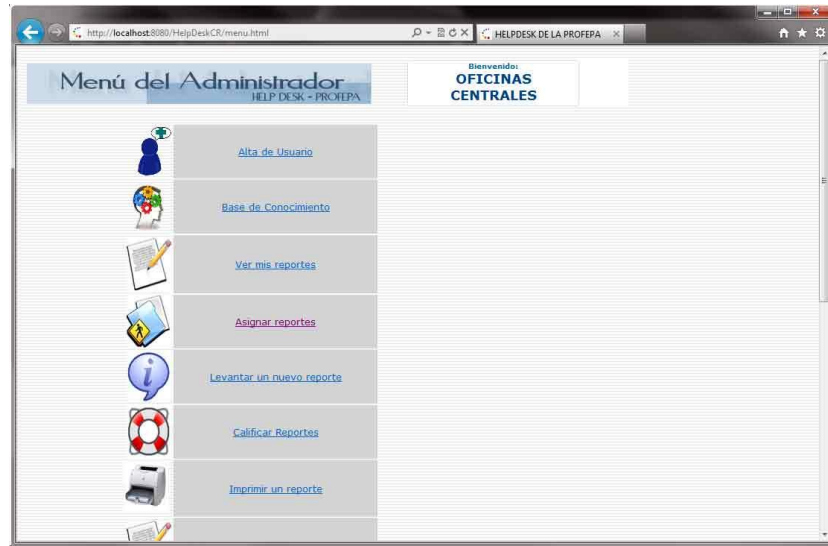 http://localhost:8080/HelpDeskCR/menu.html
HELPDESK DE LA PROFEPA
Menú del Administrador
HELP DESK - PROFEPA
Bienvenido:
OFICINAS
CENTRALES
Alta de Usuario
Base de Conocimiento
Ver mis reportes
Asignar reportes
Levantar un nuevo reporte
Calificar Reportes
Imprimir un reporte